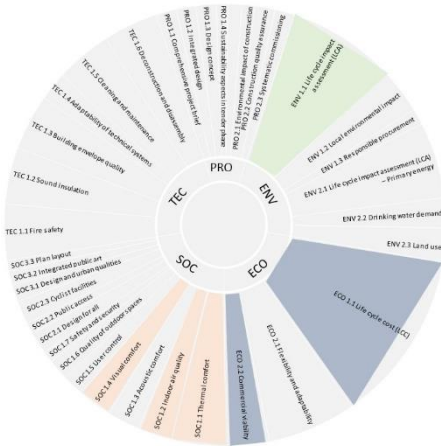 PRO
ENV
ECO
SOC
TEC
PRO 1.1 Comprehensive project brief
PRO 1.2 Integrated design
PRO 1.3 Design concept
PRO 1.4 Sustainability aspects in tender phase
PRO 2.1 Environmental impact of construction
PRO 2.2 Construction quality assurance
PRO 2.3 Systematic commissioning
ENV 1.1 Life cycle impact
assessment (LCA)
ENV 1.2 Local environmental impact
ENV 1.3 Responsible procurement
ENV 2.1 Life cycle impact assessment (LCA)
– Primary energy
ENV 2.2 Drinking water demand
ENV 2.3 Land use
ECO 1.1 Life cycle cost (LCC)
ECO 2.1 Flexibility and adaptability
ECO 2.2 Commercial viability
SOC 1.1 Thermal comfort
SOC 1.2 Indoor air quality
SOC 1.3 Acoustic comfort
SOC 1.4 Visual comfort
SOC 1.5 User control
SOC 1.6 Quality of outdoor spaces
SOC 1.7 Safety and security
SOC 2.1 Design for all
SOC 2.2 Public access
SOC 2.3 Cyclist facilities
SOC 3.1 Design and urban qualities
SOC 3.2 Integrated public art
SOC 3.3 Plan layout
TEC 1.1 Fire safety
TEC 1.2 Sound insulation
TEC 1.3 Building envelope quality
TEC 1.4 Adaptability of technical systems
TEC 1.5 Cleaning and maintenance
TEC 1.6 Deconstruction and disassembly